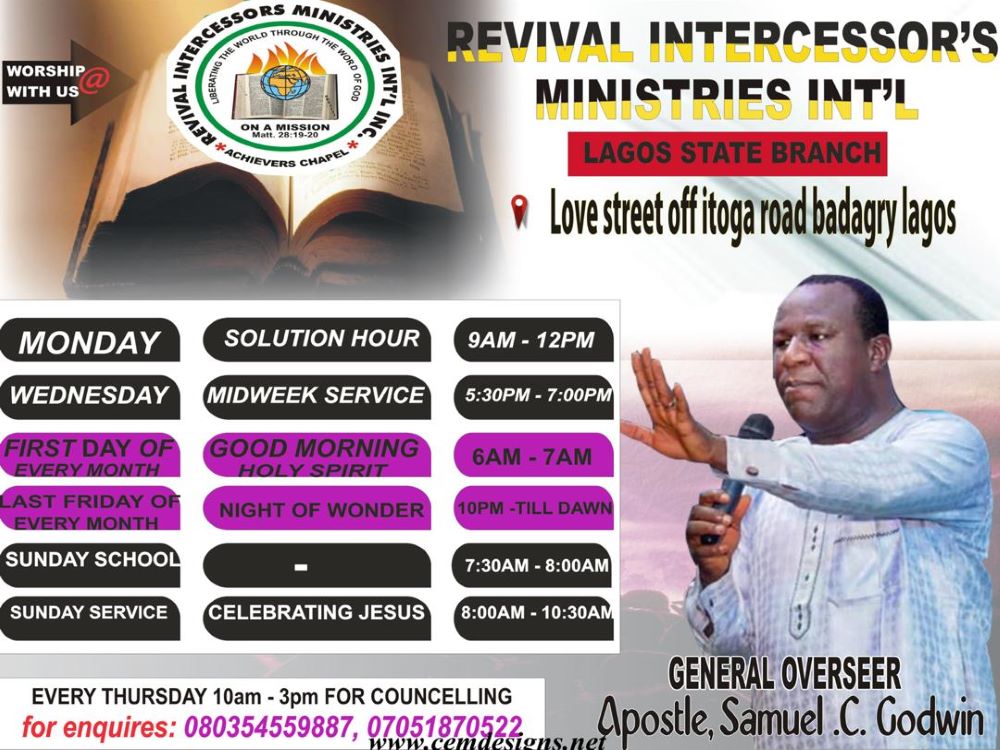 WORSHIP @
WITH US
REVIVAL INTERCESSORS MINISTRIES INT'L INC.
LIBERATING THE WORLD THROUGH THE WORD OF GOD
ON A MISSION
Matt. 28:19-20
* ACHIEVERS CHAPEL *
REVIVAL INTERCESSOR'S
MINISTRIES INT'L
LAGOS STATE BRANCH
Love street off itoga road badagry lagos
MONDAY SOLUTION HOUR 9AM - 12PM
WEDNESDAY MIDWEEK SERVICE 5:30PM - 7:00PM
FIRST DAY OF GOOD MORNING 6AM - 7AM
EVERY MONTH HOLY SPIRIT
LAST FRIDAY OF NIGHT OF WONDER 10PM -TILL DAWN
EVERY MONTH
SUNDAY SCHOOL - 7:30AM - 8:00AM
SUNDAY SERVICE CELEBRATING JESUS 8:00AM - 10:30AM
EVERY THURSDAY 10am - 3pm FOR COUNCELLING
for enquires: 080354559887, 07051870522
www.cemdesigns.net
GENERAL OVERSEER
Apostle, Samuel .C. Godwin